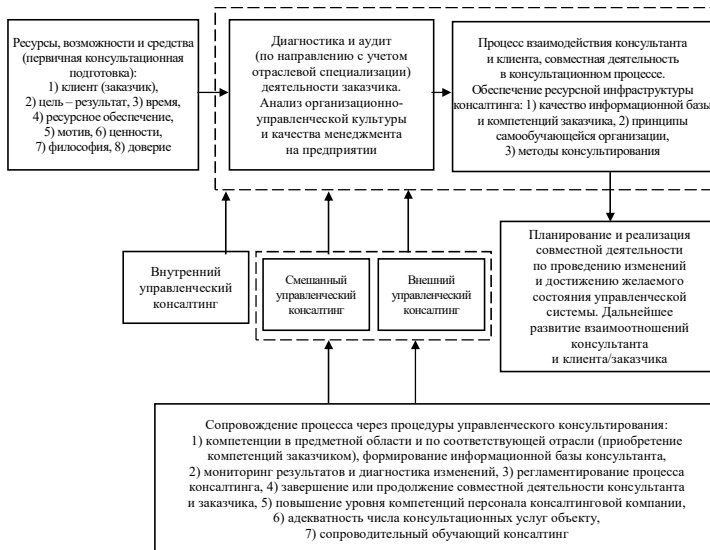 Ресурсы, возможности и средства
(первичная консультационная
подготовка):
1) клиент (заказчик),
2) цель – результат, 3) время,
4) ресурсное обеспечение,
5) мотив, 6) ценности,
7) философия, 8) доверие
Диагностика и аудит
(по направлению с учетом
отраслевой специализации)
деятельности заказчика.
Анализ организационно-
управленческой культуры
и качества менеджмента
на предприятии
Процесс взаимодействия консультанта
и клиента, совместная деятельность
в консультационном процессе.
Обеспечение ресурсной инфраструктуры
консалтинга: 1) качество информационной базы
и компетенций заказчика, 2) принципы
самообучающейся организации,
3) методы консультирования
Внутренний
управленческий
консалтинг
Смешанный
управленческий
консалтинг
Внешний
управленческий
консалтинг
Планирование и реализация
совместной деятельности
по проведению изменений
и достижению желаемого
состояния управленческой
системы. Дальнейшее
развитие взаимоотношений
консультанта
и клиента/заказчика
Сопровождение процесса через процедуры управленческого консультирования:
1) компетенции в предметной области и по соответствующей отрасли (приобретение
компетенций заказчиком), формирование информационной базы консультанта,
2) мониторинг результатов и диагностика изменений, 3) регламентирование процесса
консалтинга, 4) завершение или продолжение совместной деятельности консультанта
и заказчика, 5) повышение уровня компетенций персонала консалтинговой компании,
6) адекватность числа консультационных услуг объекту,
7) сопроводительный обучающий консалтинг